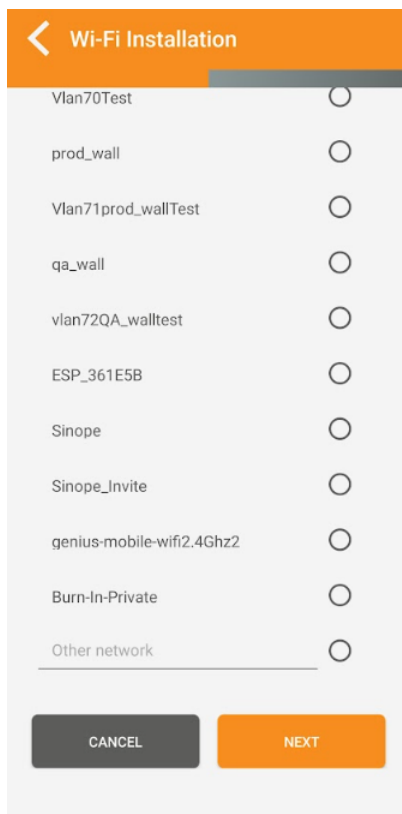 Wi-Fi Installation
Vlan70Test
prod_wall
Vlan71prod_wallTest
qa_wall
vlan72QA_walltest
ESP_361E5B
Sinope
Sinope_Invite
genius-mobile-wifi2.4Ghz2
Burn-In-Private
Other network
CANCEL
NEXT